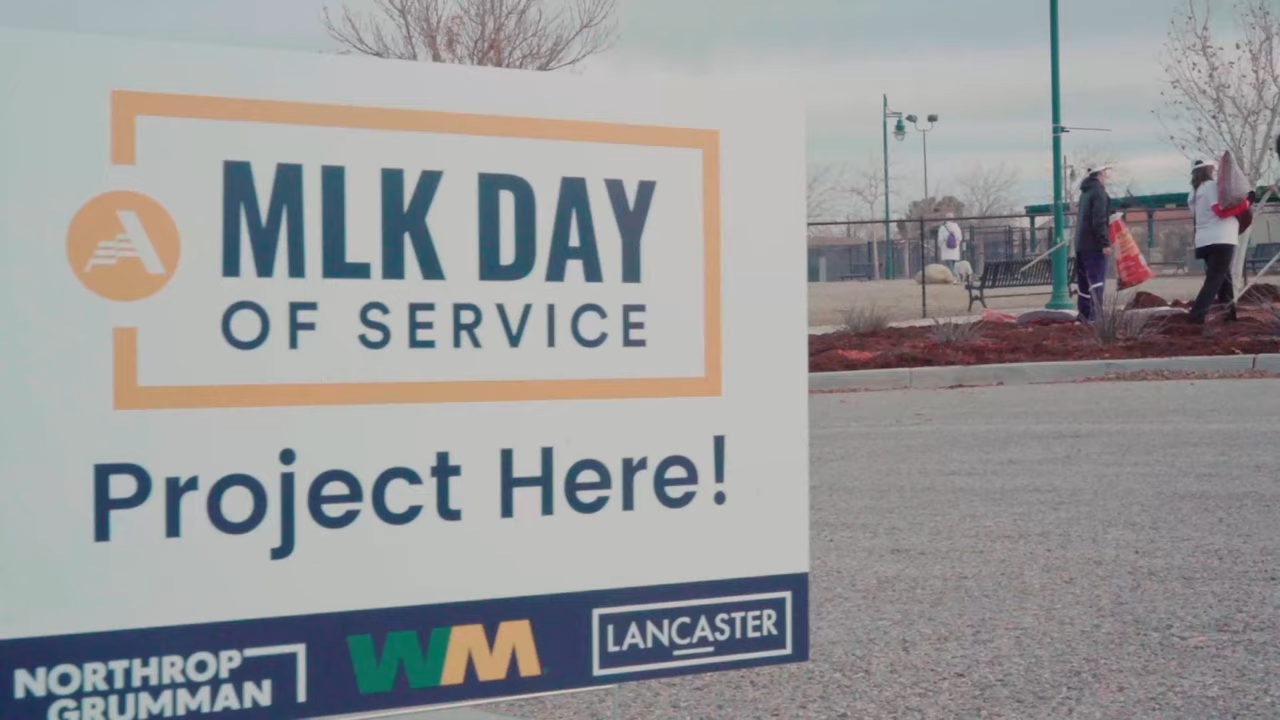 MLK DAY
OF SERVICE
Project Here!
NORTHROP
GRUMMAN
WM
LANCASTER